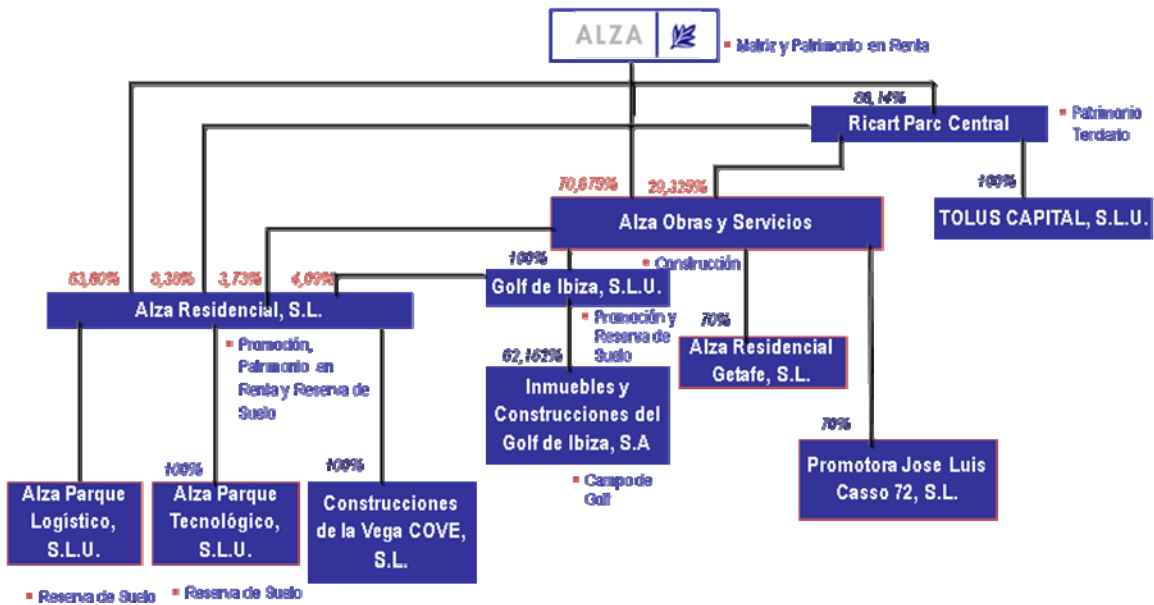 ALZA
Matriz y Patrimonio en Renta
88,14%
Ricart Parc Central
Patrimonio
Terciario
100%
TOLUS CAPITAL, S.L.U.
70,675%
29,325%
Alza Obras y Servicios
Construcción
100%
Golf de Ibiza, S.L.U.
Promoción y
Reserva de
Suelo
83,80%
8,38%
3,73%
4,09%
Alza Residencial, S.L.
Promoción,
Patrimonio en
Renta y Reserva de
Suelo
62,162%
Inmuebles y
Construcciones del
Golf de Ibiza, S.A
Campo de
Golf
70%
Alza Residencial
Getafe, S.L.
70%
Promotora Jose Luis
Casso 72, S.L.
Alza Parque
Logístico,
S.L.U.
Reserva de Suelo
100%
Alza Parque
Tecnológico,
S.L.U.
Reserva de Suelo
100%
Construcciones
de la Vega COVE,
S.L.